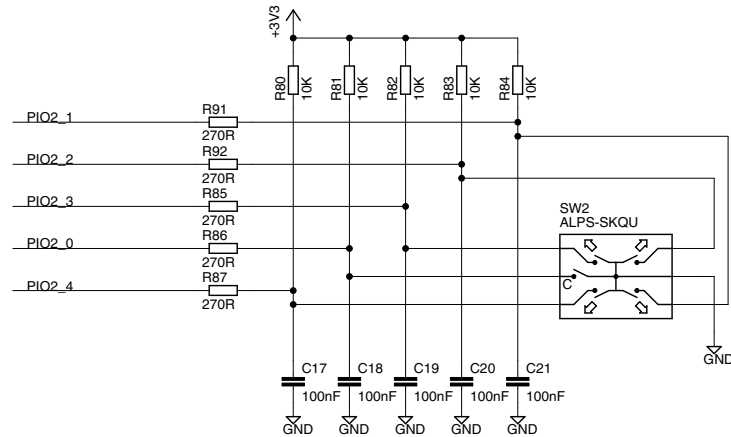 +3V3
R80
10K
R81
10K
R82
10K
R83
10K
R84
10K
PIO2_1
R91
270R
PIO2_2
R92
270R
PIO2_3
R85
270R
PIO2_0
R86
270R
PIO2_4
R87
270R
SW2
ALPS-SKQU
C
GND
C17
100nF
C18
100nF
C19
100nF
C20
100nF
C21
100nF
GND
GND
GND
GND
GND